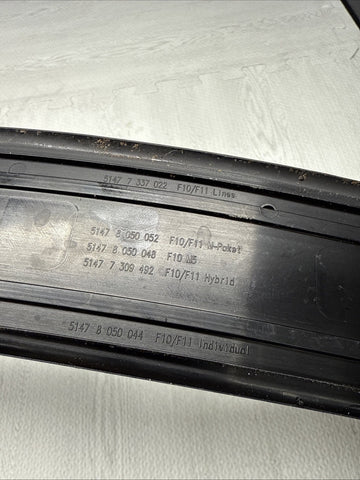 5147 7 337 022 F10/F11 Lines
5147 8 050 052 F10/F11 M-Paket
5147 8 050 048 F10 M5
5147 7 309 492 F10/F11 Hybrid
5147 8 050 044 F10/F11 Individual